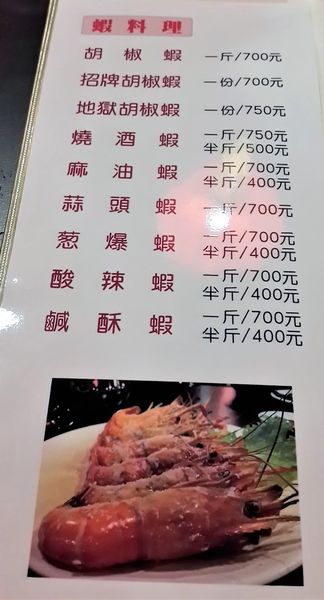 蝦料理
胡椒蝦 一斤/700元
招牌胡椒蝦 一份/700元
地獄胡椒蝦 一份/750元
燒酒蝦 一斤/750元
半斤/500元
麻油蝦 一斤/700元
半斤/400元
蒜頭蝦 一斤/700元
葱爆蝦 一斤/700元
半斤/400元
酸辣蝦 一斤/700元
半斤/400元
鹹酥蝦 一斤/700元
半斤/400元